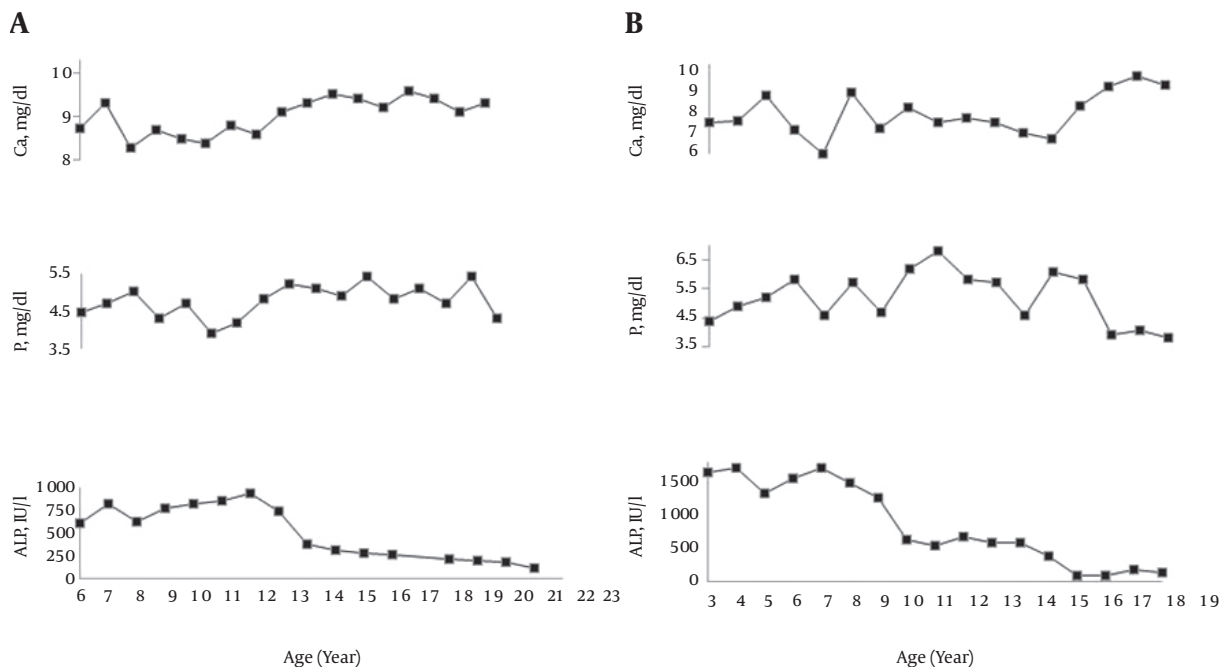 A
Ca, mg/dl
10
9
8
P, mg/dl
5.5
4.5
3.5
ALP, IU/l
1 000
750
500
250
0
6 7 8 9 10 11 12 13 14 15 16 17 18 19 20 21 22 23
Age (Year)
B
Ca, mg/dl
10
9
8
7
6
P, mg/dl
6.5
5.5
4.5
3.5
ALP, IU/l
1 500
1 000
500
0
3 4 5 6 7 8 9 10 11 12 13 14 15 16 17 18 19
Age (Year)